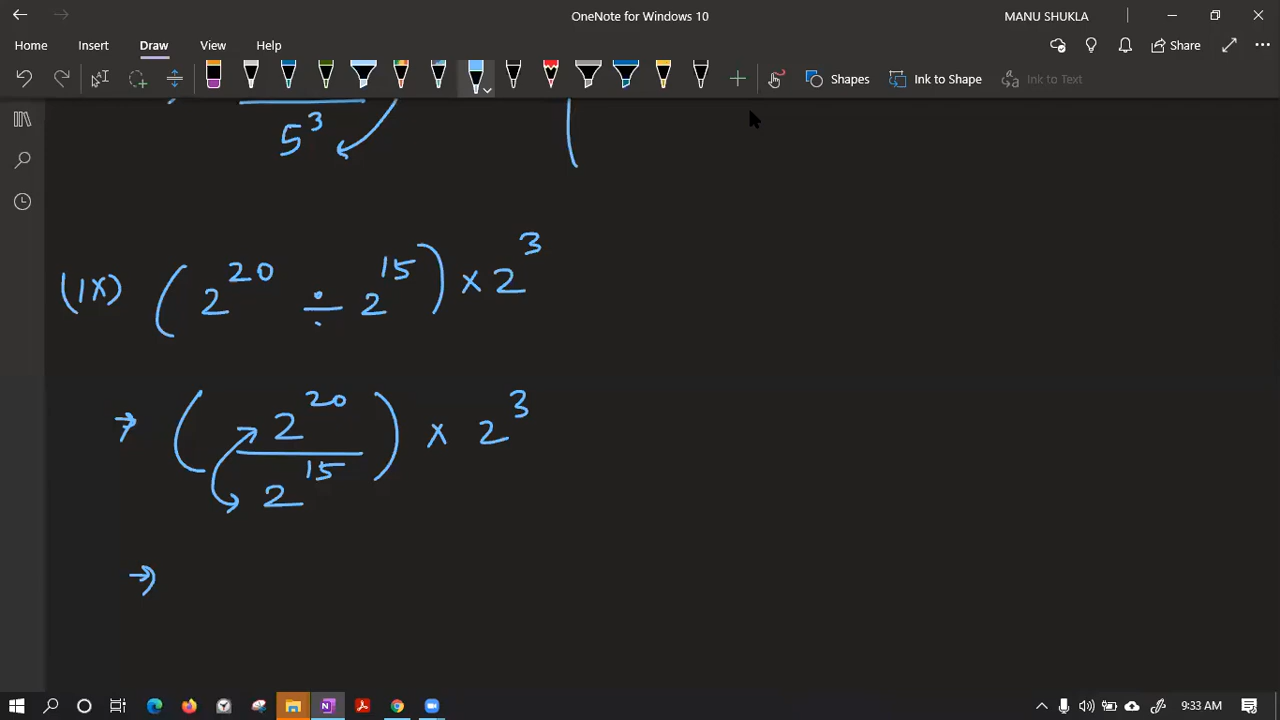 OneNote for Windows 10
MANU SHUKLA
Home Insert Draw View Help
Share
Shapes
Ink to Shape
Ink to Text
5^3
(IX) (2^20 ÷ 2^15) × 2^3
→ (2^20 / 2^15) × 2^3
→
9:33 AM